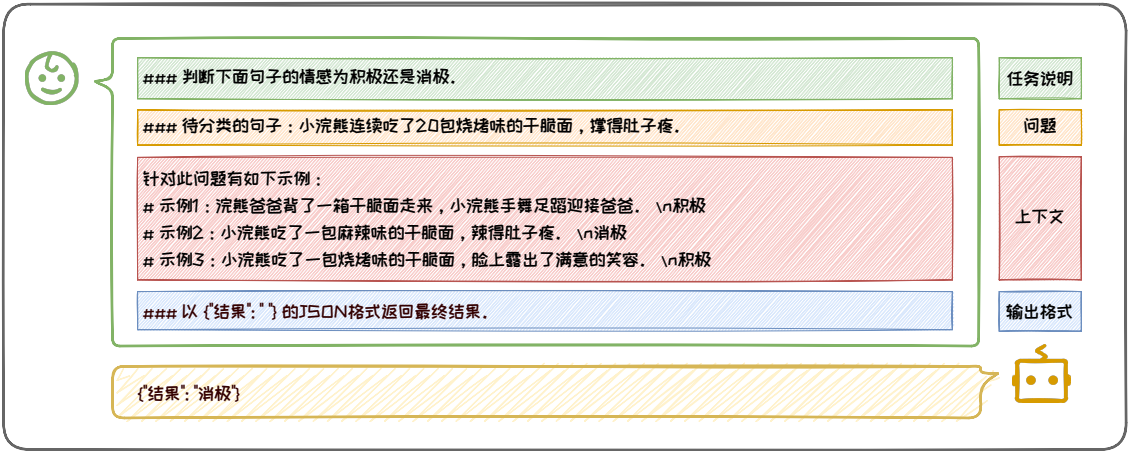 ### 判断下面句子的情感为积极还是消极.
任务说明
### 待分类的句子：小浣熊连续吃了20包烧烤味的干脆面，撑得肚子疼.
问题
针对此问题有如下示例：
# 示例1：浣熊爸爸背了一箱干脆面走来，小浣熊手舞足蹈迎接爸爸. \n积极
# 示例2：小浣熊吃了一包麻辣味的干脆面，辣得肚子疼. \n消极
# 示例3：小浣熊吃了一包烧烤味的干脆面，脸上露出了满意的笑容. \n积极
上下文
### 以 {"结果": " "} 的JSON格式返回最终结果.
输出格式
{"结果": "消极"}